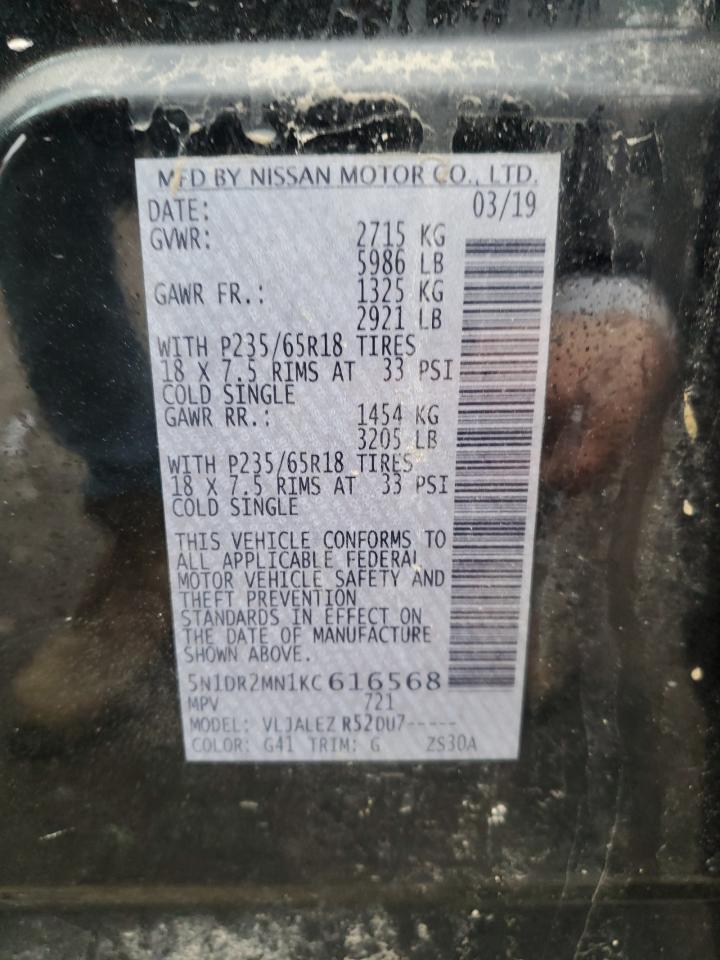 MFD BY NISSAN MOTOR CO., LTD.
DATE: 03/19
GVWR: 2715 KG
5986 LB
GAWR FR.: 1325 KG
2921 LB
WITH P235/65R18 TIRES
18 X 7.5 RIMS AT 33 PSI
COLD SINGLE
GAWR RR.: 1454 KG
3205 LB
WITH P235/65R18 TIRES
18 X 7.5 RIMS AT 33 PSI
COLD SINGLE
THIS VEHICLE CONFORMS TO
ALL APPLICABLE FEDERAL
MOTOR VEHICLE SAFETY AND
THEFT PREVENTION
STANDARDS IN EFFECT ON
THE DATE OF MANUFACTURE
SHOWN ABOVE.
5N1DR2MN1KC616568
MPV 721
MODEL: VLJALEZ R52DU7-----
COLOR: G41 TRIM: G ZS30A